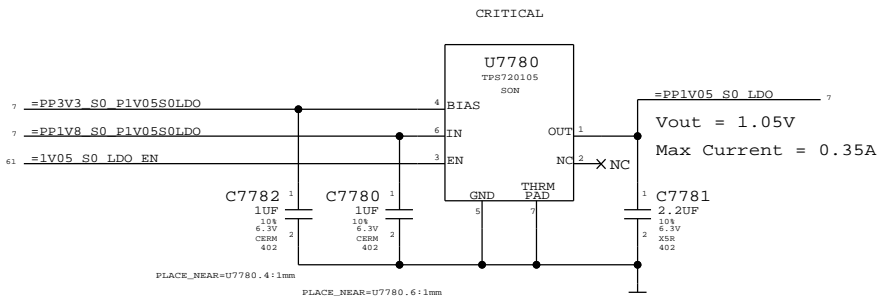 CRITICAL
U7780
TPS720105
SON
7 =PP3V3_S0_P1V05S0LDO 4 BIAS
7 =PP1V8_S0_P1V05S0LDO 6 IN
61 =1V05_S0_LDO_EN 3 EN
OUT 1
NC 2 NC
=PP1V05_S0_LDO 7
Vout = 1.05V
Max Current = 0.35A
GND
5
THRM
PAD
7
C7782 1
1UF
10%
6.3V
CERM
402
2
C7780 1
1UF
10%
6.3V
CERM
402
2
1 C7781
2.2UF
10%
6.3V
X5R
402
2
PLACE_NEAR=U7780.4:1mm
PLACE_NEAR=U7780.6:1mm